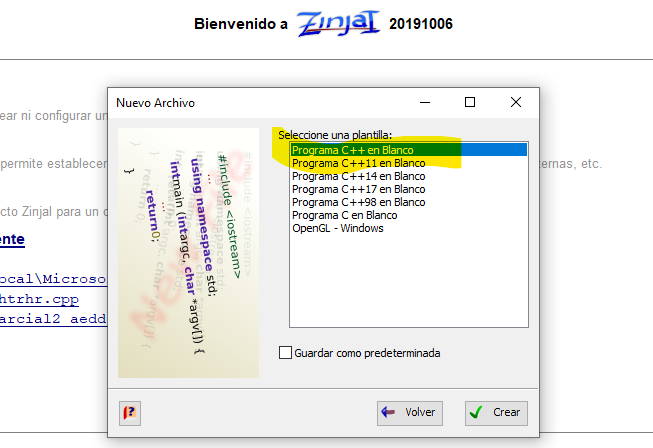 Bienvenido a ZinjaI 20191006
Nuevo Archivo
ear ni configurar un
permite establecer
ternas, etc.
cto Zinjal para un c
ente
ocal\Microso
htrhr.cpp
arcial2 aedd
#include <iostream>
...
using namespace std;
int main (int argc, char *argv[]) {
...
return 0;
}
Seleccione una plantilla:
Programa C++ en Blanco
Programa C++11 en Blanco
Programa C++14 en Blanco
Programa C++17 en Blanco
Programa C++98 en Blanco
Programa C en Blanco
OpenGL - Windows
Guardar como predeterminada
Volver
Crear